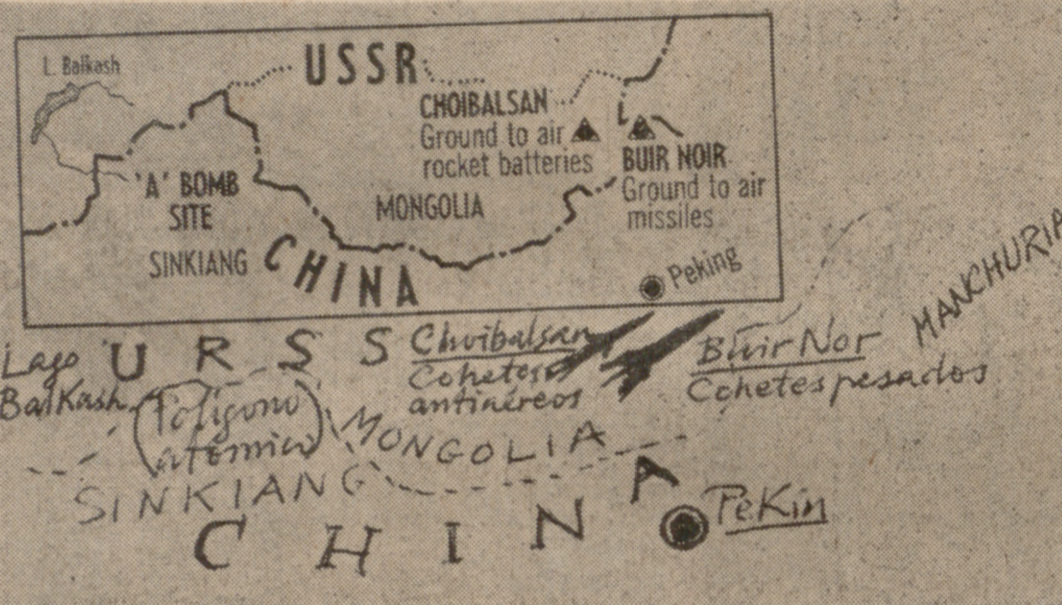 L. Balkash
USSR
CHOIBALSAN
Ground to air
rocket batteries
BUIR NOIR
Ground to air
missiles
'A' BOMB
SITE
MONGOLIA
SINKIANG
CHINA
Peking
MANCHURIA
Lago
Balkash
URSS
Choibalsan
Cohetes
antiaéreos
Buir Nor
Cohetes pesados
Polígono
atómico
MONGOLIA
SINKIANG
CHINA
Pekín